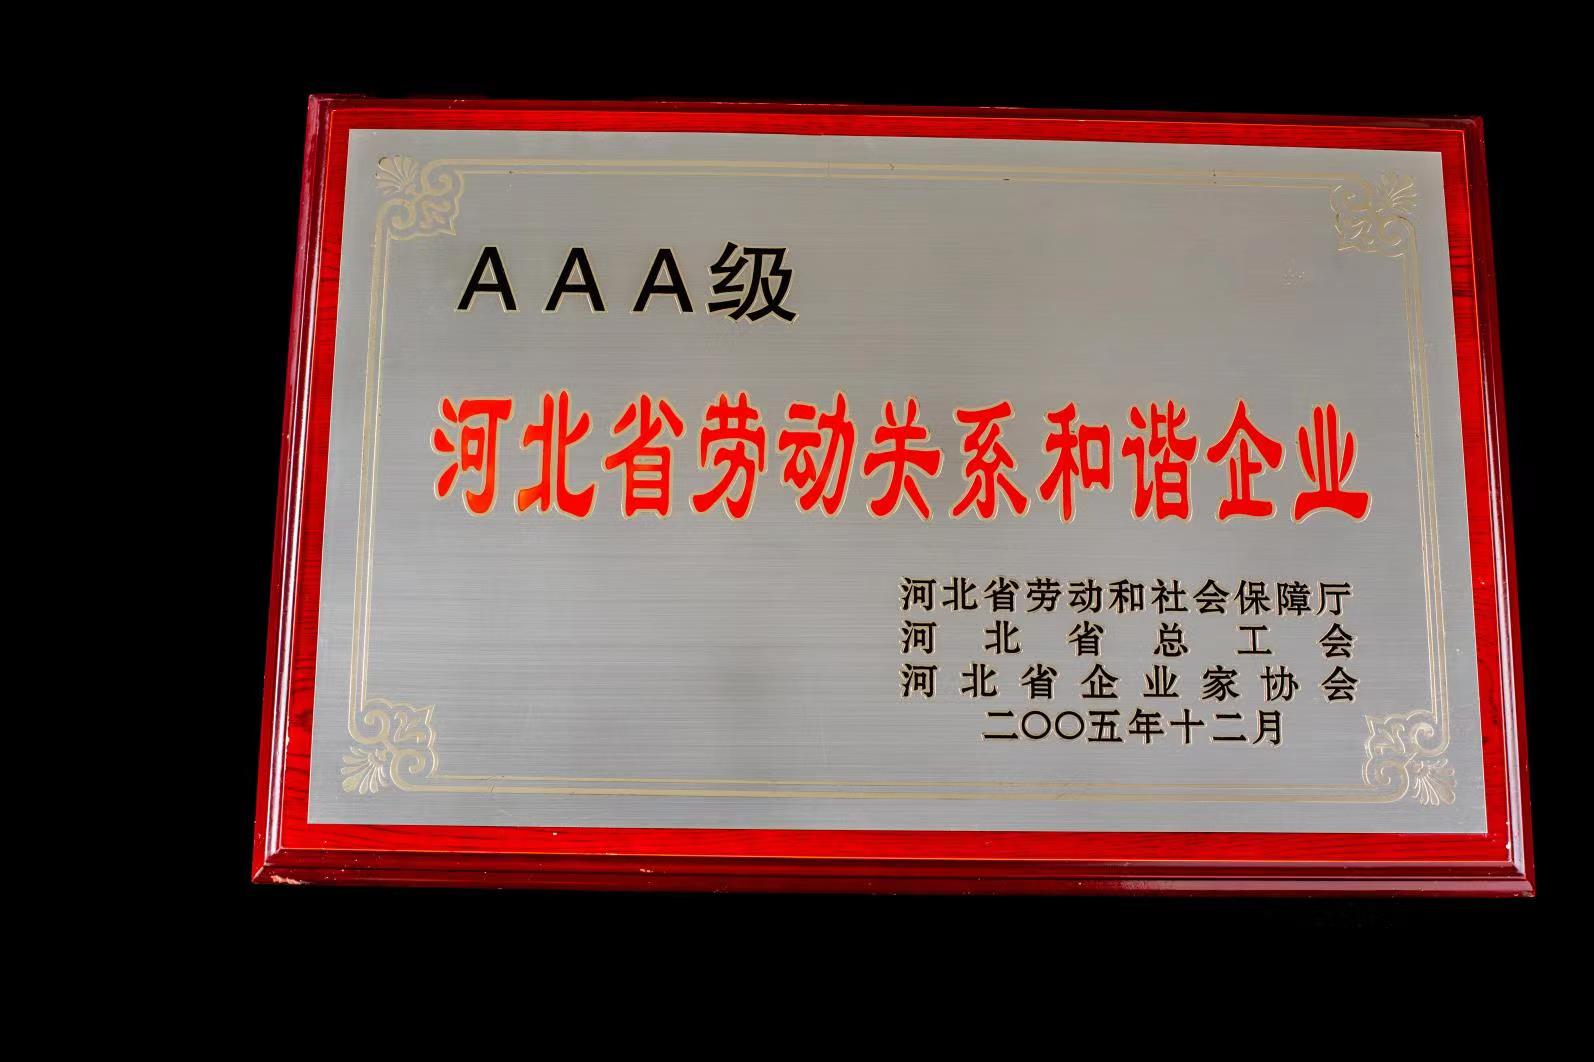 AAA级
河北省劳动关系和谐企业
河北省劳动和社会保障厅
河北省总工会
河北省企业家协会
二〇〇五年十二月